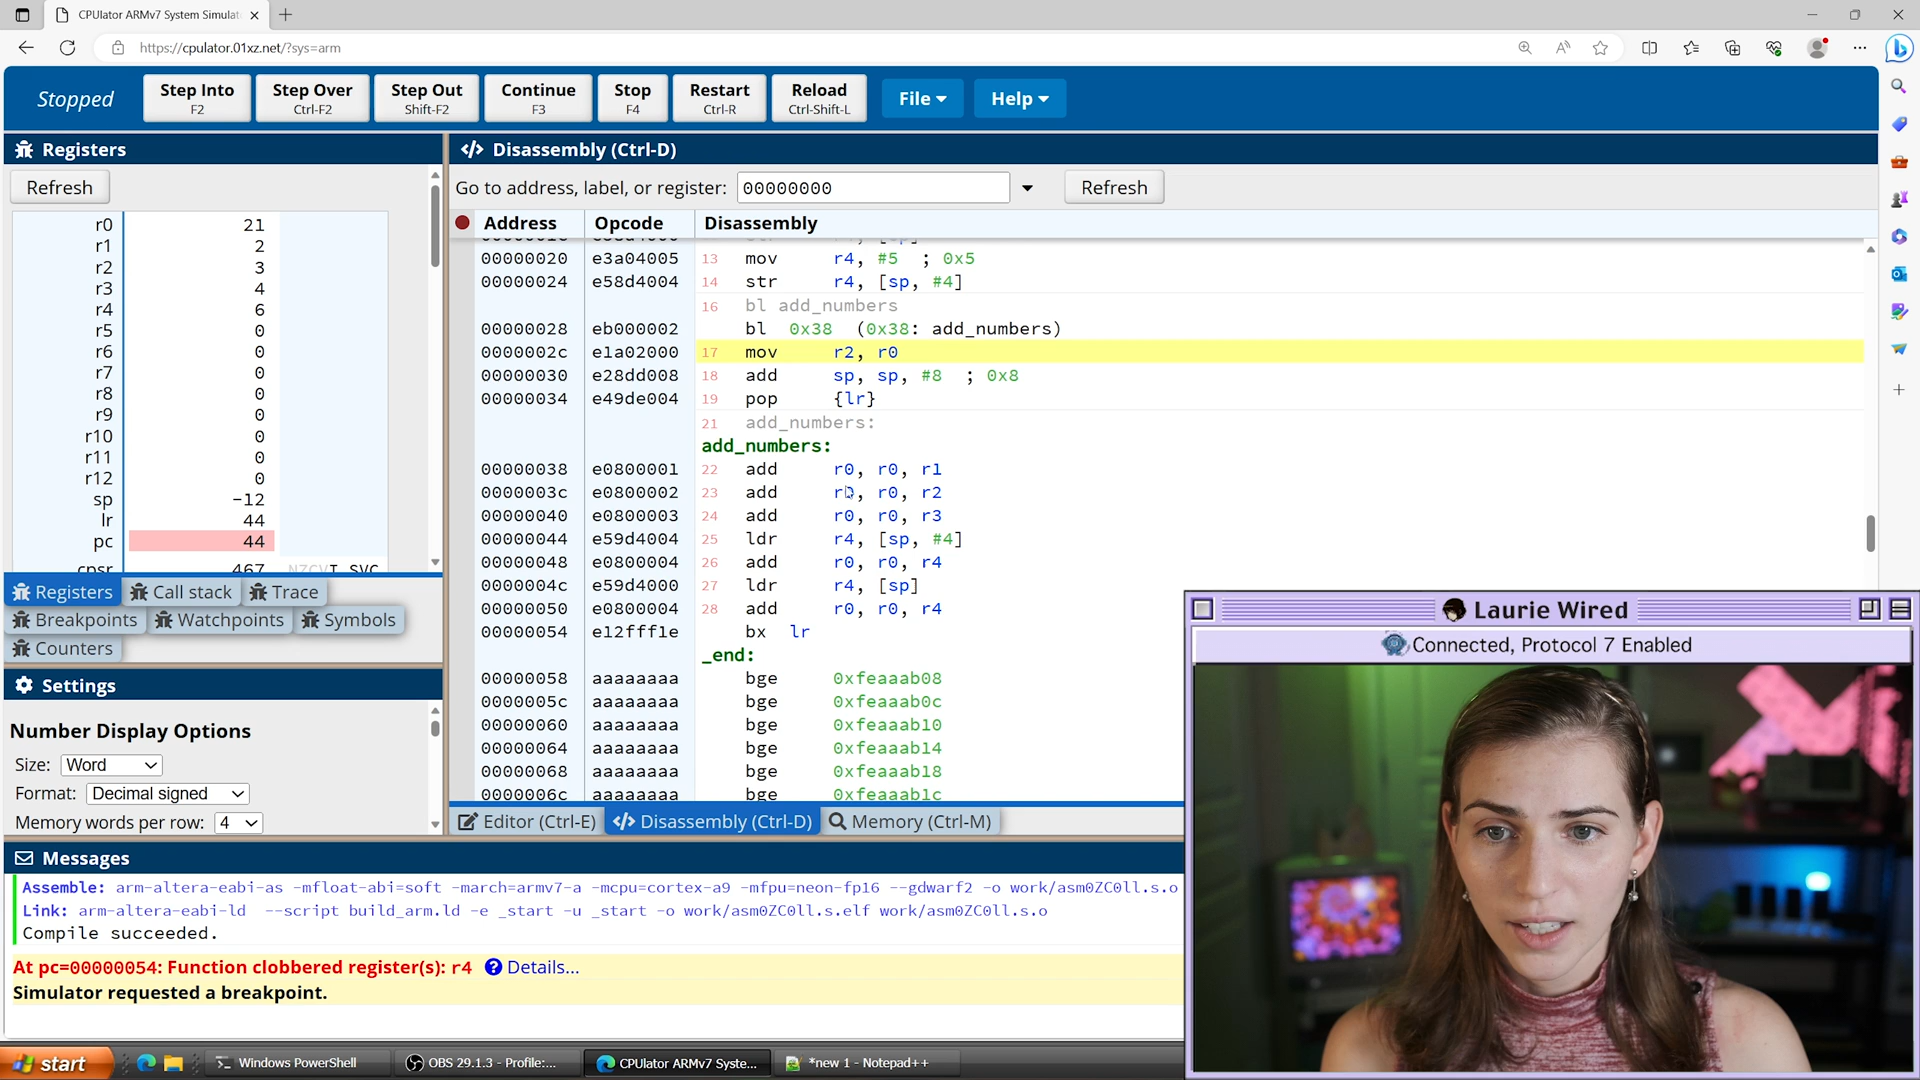 CPUlator ARMv7 System Simulat
https://cpulator.01xz.net/?sys=arm
Stopped
Step Into
F2
Step Over
Ctrl-F2
Step Out
Shift-F2
Continue
F3
Stop
F4
Restart
Ctrl-R
Reload
Ctrl-Shift-L
File
Help
Registers
Refresh
r0 21
r1 2
r2 3
r3 4
r4 6
r5 0
r6 0
r7 0
r8 0
r9 0
r10 0
r11 0
r12 0
sp -12
lr 44
pc 44
cpsr 467 NZCVI SVC
Registers
Call stack
Trace
Breakpoints
Watchpoints
Symbols
Counters
Settings
Number Display Options
Size: Word
Format: Decimal signed
Memory words per row: 4
Disassembly (Ctrl-D)
Go to address, label, or register: 00000000
Refresh
Address Opcode Disassembly
00000020 e3a04005 13 mov r4, #5 ; 0x5
00000024 e58d4004 14 str r4, [sp, #4]
16 bl add_numbers
00000028 eb000002 bl 0x38 (0x38: add_numbers)
0000002c e1a02000 17 mov r2, r0
00000030 e28dd008 18 add sp, sp, #8 ; 0x8
00000034 e49de004 19 pop {lr}
21 add_numbers:
add_numbers:
00000038 e0800001 22 add r0, r0, r1
0000003c e0800002 23 add r0, r0, r2
00000040 e0800003 24 add r0, r0, r3
00000044 e59d4004 25 ldr r4, [sp, #4]
00000048 e0800004 26 add r0, r0, r4
0000004c e59d4000 27 ldr r4, [sp]
00000050 e0800004 28 add r0, r0, r4
00000054 e12fff1e bx lr
_end:
00000058 aaaaaaaa bge 0xfeaaab08
0000005c aaaaaaaa bge 0xfeaaab0c
00000060 aaaaaaaa bge 0xfeaaab10
00000064 aaaaaaaa bge 0xfeaaab14
00000068 aaaaaaaa bge 0xfeaaab18
0000006c aaaaaaaa bge 0xfeaaab1c
Editor (Ctrl-E)
Disassembly (Ctrl-D)
Memory (Ctrl-M)
Messages
Assemble: arm-altera-eabi-as -mfloat-abi=soft -march=armv7-a -mcpu=cortex-a9 -mfpu=neon-fp16 --gdwarf2 -o work/asm0ZC0ll.s.o
Link: arm-altera-eabi-ld --script build_arm.ld -e _start -u _start -o work/asm0ZC0ll.s.elf work/asm0ZC0ll.s.o
Compile succeeded.
At pc=00000054: Function clobbered register(s): r4 Details...
Simulator requested a breakpoint.
Laurie Wired
Connected, Protocol 7 Enabled
start
Windows PowerShell
OBS 29.1.3 - Profile:...
CPUlator ARMv7 Syste...
*new 1 - Notepad++